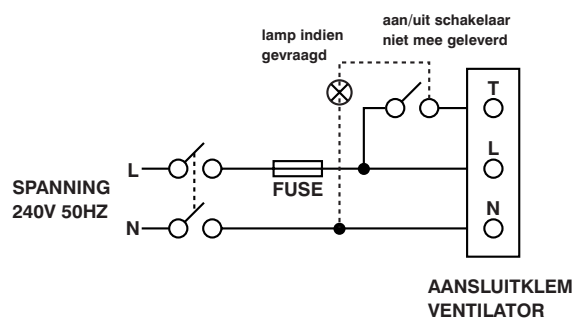 aan/uit schakelaar
niet mee geleverd
lamp indien
gevraagd
T
L
L
FUSE
SPANNING
240V 50HZ
N
N
AANSLUITKLEM
VENTILATOR